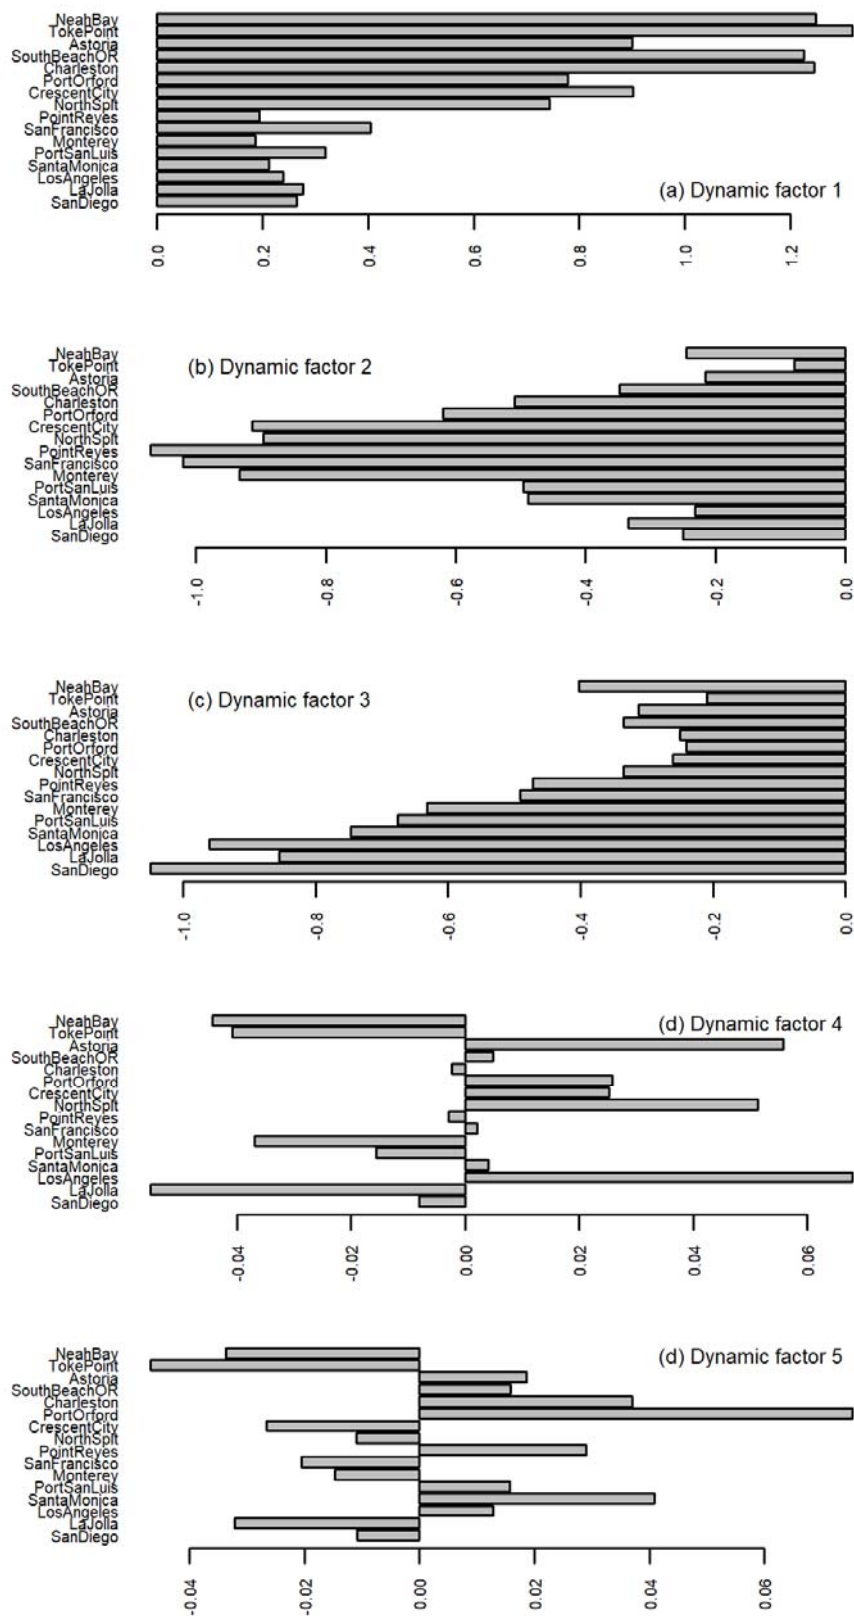 NeahBay
TokePoint
Astoria
SouthBeachOR
Charleston
PortOrford
CrescentCity
NorthSpit
PointReyes
SanFrancisco
Monterey
PortSanLuis
SantaMonica
LosAngeles
LaJolla
SanDiego
(a) Dynamic factor 1
0.0 0.2 0.4 0.6 0.8 1.0 1.2
NeahBay
(b) Dynamic factor 2
TokePoint
Astoria
SouthBeachOR
Charleston
PortOrford
CrescentCity
NorthSpit
PointReyes
SanFrancisco
Monterey
PortSanLuis
SantaMonica
LosAngeles
LaJolla
SanDiego
-1.0 -0.8 -0.6 -0.4 -0.2 0.0
NeahBay
(c) Dynamic factor 3
TokePoint
Astoria
SouthBeachOR
Charleston
PortOrford
CrescentCity
NorthSpit
PointReyes
SanFrancisco
Monterey
PortSanLuis
SantaMonica
LosAngeles
LaJolla
SanDiego
-1.0 -0.8 -0.6 -0.4 -0.2 0.0
NeahBay
(d) Dynamic factor 4
TokePoint
Astoria
SouthBeachOR
Charleston
PortOrford
CrescentCity
NorthSpit
PointReyes
SanFrancisco
Monterey
PortSanLuis
SantaMonica
LosAngeles
LaJolla
SanDiego
-0.04 -0.02 0.00 0.02 0.04 0.06
NeahBay
(d) Dynamic factor 5
TokePoint
Astoria
SouthBeachOR
Charleston
PortOrford
CrescentCity
NorthSpit
PointReyes
SanFrancisco
Monterey
PortSanLuis
SantaMonica
LosAngeles
LaJolla
SanDiego
-0.04 -0.02 0.00 0.02 0.04 0.06